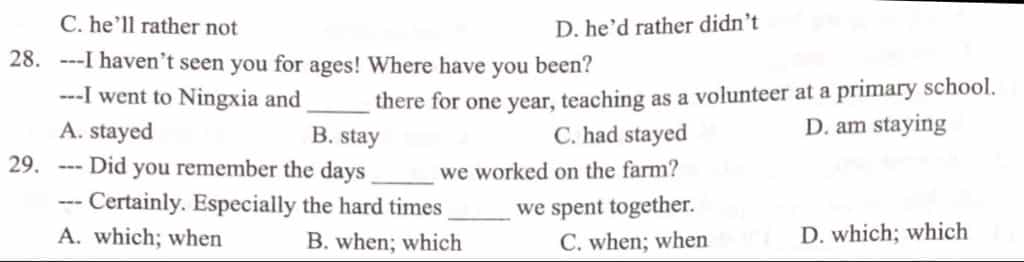 C. he’ll rather not D. he’d rather didn’t
28. ---I haven’t seen you for ages! Where have you been?
---I went to Ningxia and _____ there for one year, teaching as a volunteer at a primary school.
A. stayed B. stay C. had stayed D. am staying
29. --- Did you remember the days _____ we worked on the farm?
--- Certainly. Especially the hard times _____ we spent together.
A. which; when B. when; which C. when; when D. which; which